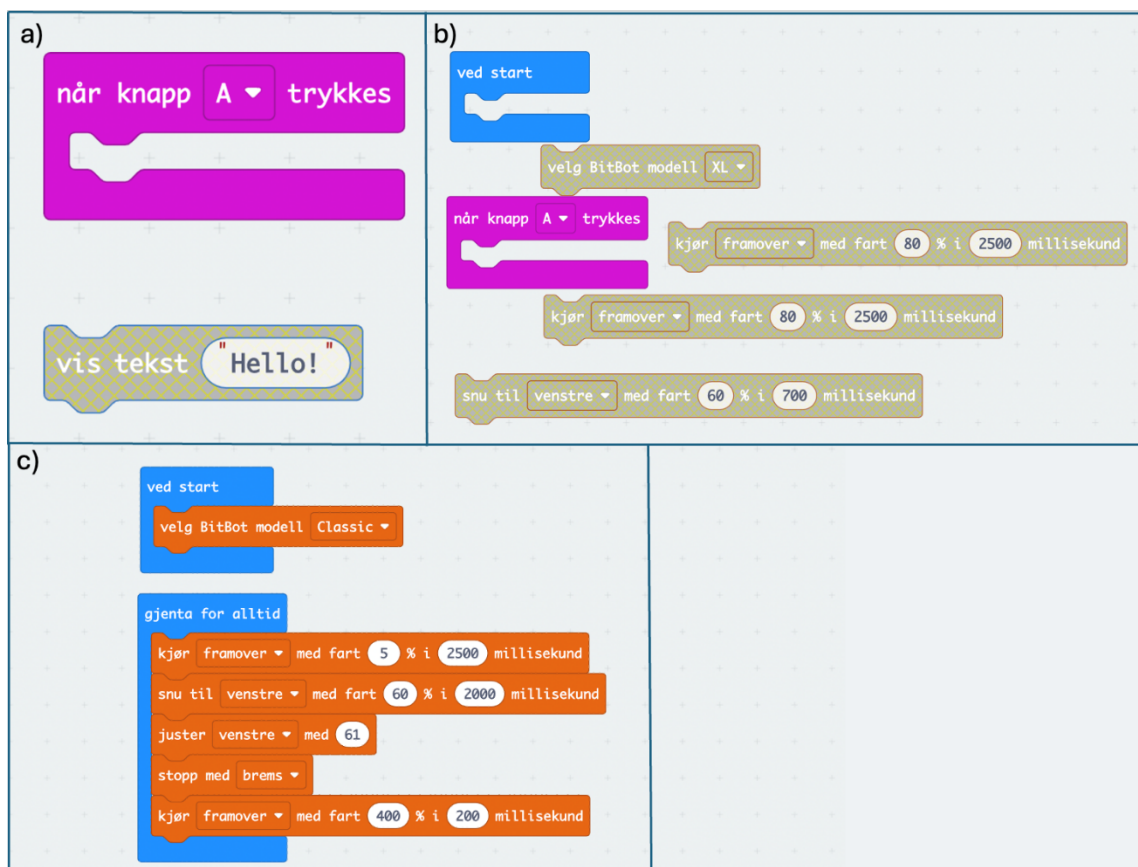 a)
når knapp A trykkes
vis tekst "Hello!"
b)
ved start
velg BitBot modell XL
når knapp A trykkes
kjør framover med fart 80 % i 2500 millisekund
kjør framover med fart 80 % i 2500 millisekund
snu til venstre med fart 60 % i 700 millisekund
c)
ved start
velg BitBot modell Classic
gjenta for alltid
kjør framover med fart 5 % i 2500 millisekund
snu til venstre med fart 60 % i 2000 millisekund
juster venstre med 61
stopp med brems
kjør framover med fart 400 % i 200 millisekund